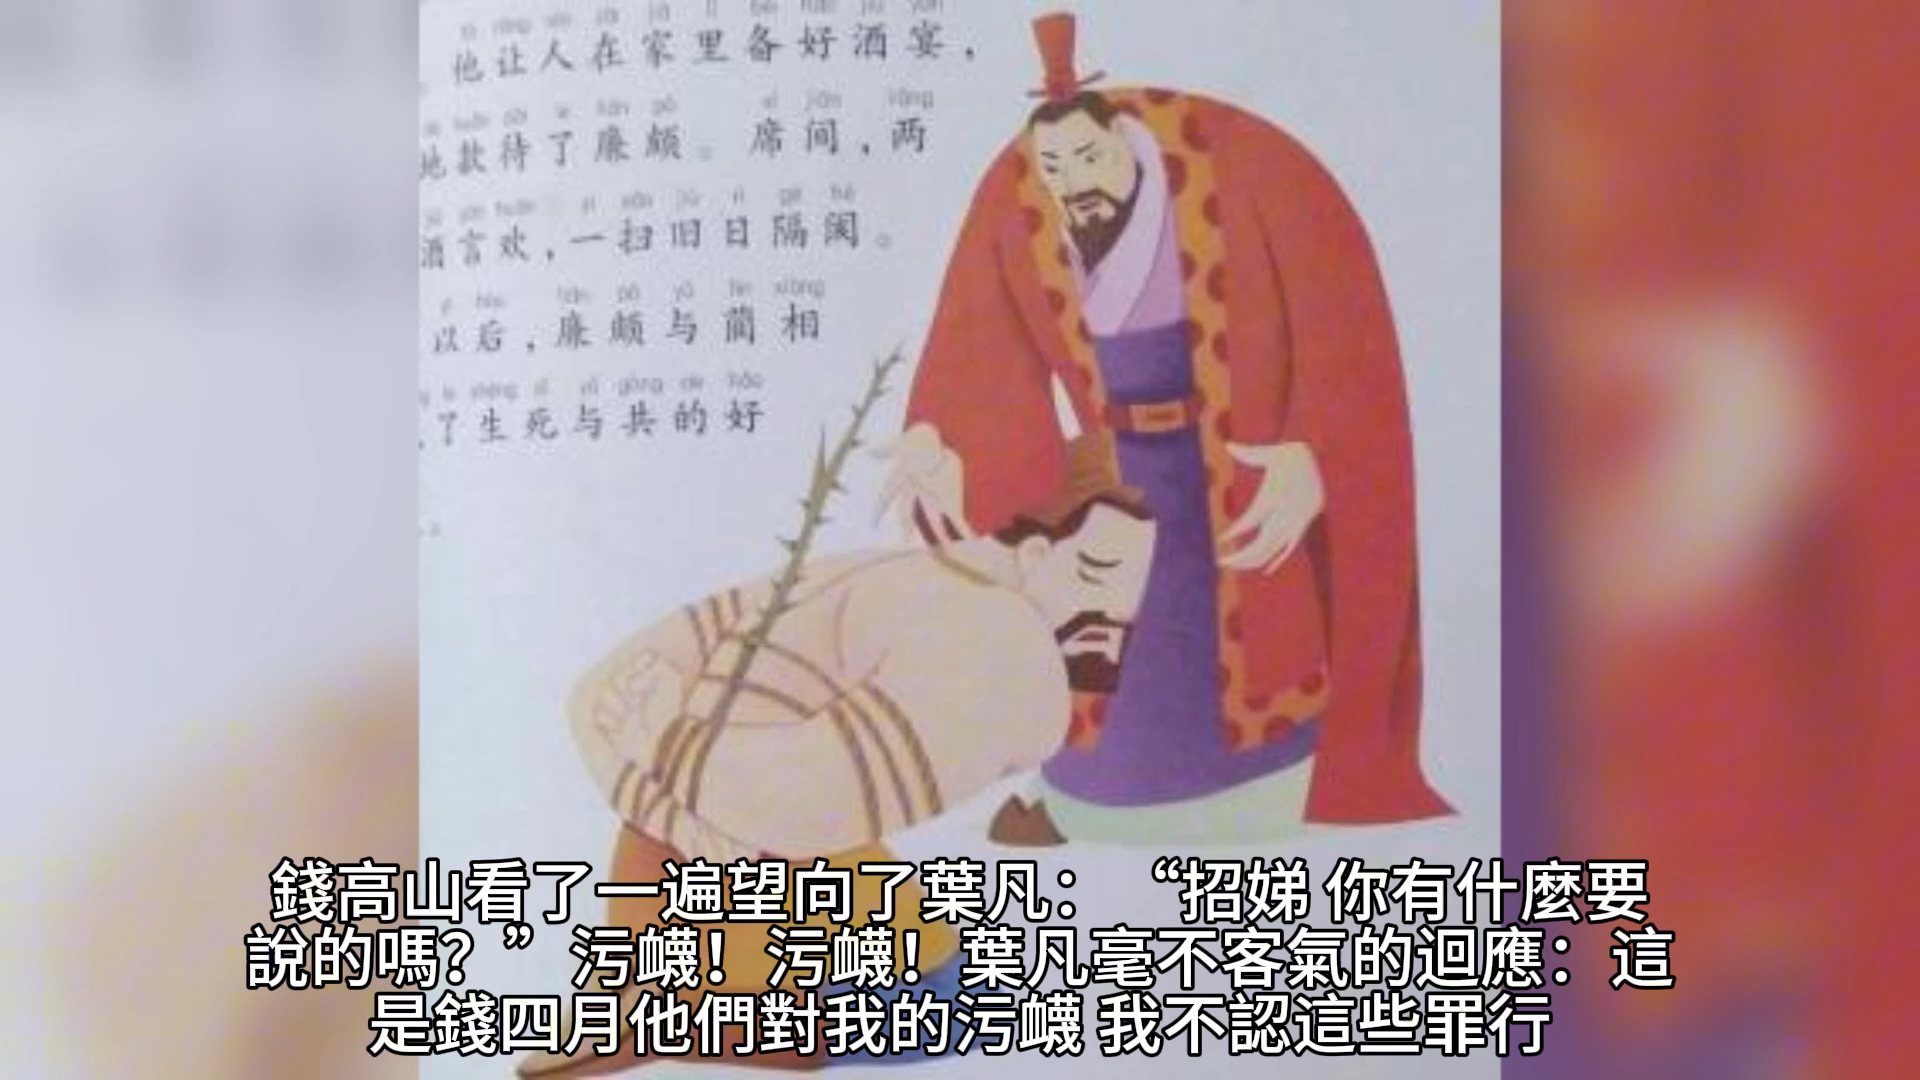 他让人在家里备好酒宴，
地款待了廉颇。席间，两
酒言欢，一扫旧日隔阂。
以后，廉颇与蔺相
了生死与共的好
錢高山看了一遍望向了葉凡：“招娣 你有什麼要
說的嗎？” 污衊！污衊！葉凡毫不客氣的迴應：這
是錢四月他們對我的污衊 我不認這些罪行